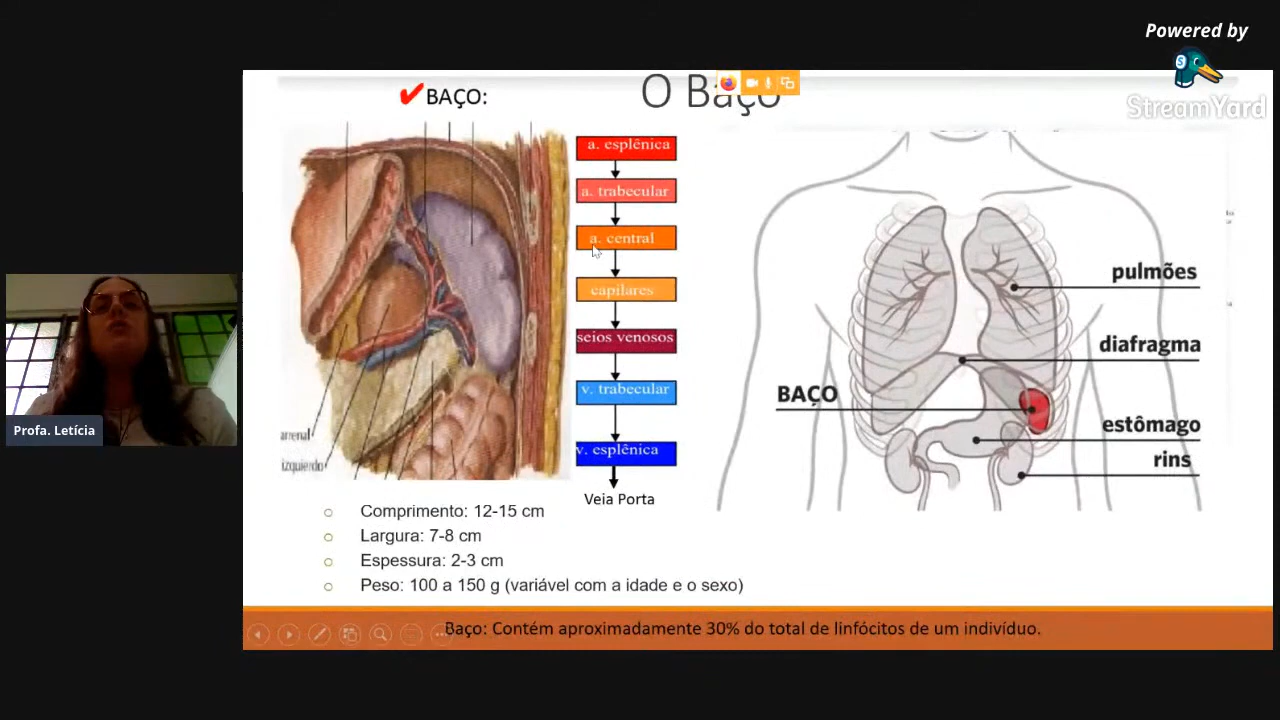 Powered by
StreamYard
O Baço
BAÇO:
a. esplênica
a. trabecular
a. central
capilares
seios venosos
v. trabecular
v. esplênica
Veia Porta
arrenal
izquierdo
pulmões
diafragma
BAÇO
estômago
rins
Profa. Letícia
Comprimento: 12-15 cm
Largura: 7-8 cm
Espessura: 2-3 cm
Peso: 100 a 150 g (variável com a idade e o sexo)
Baço: Contém aproximadamente 30% do total de linfócitos de um indivíduo.